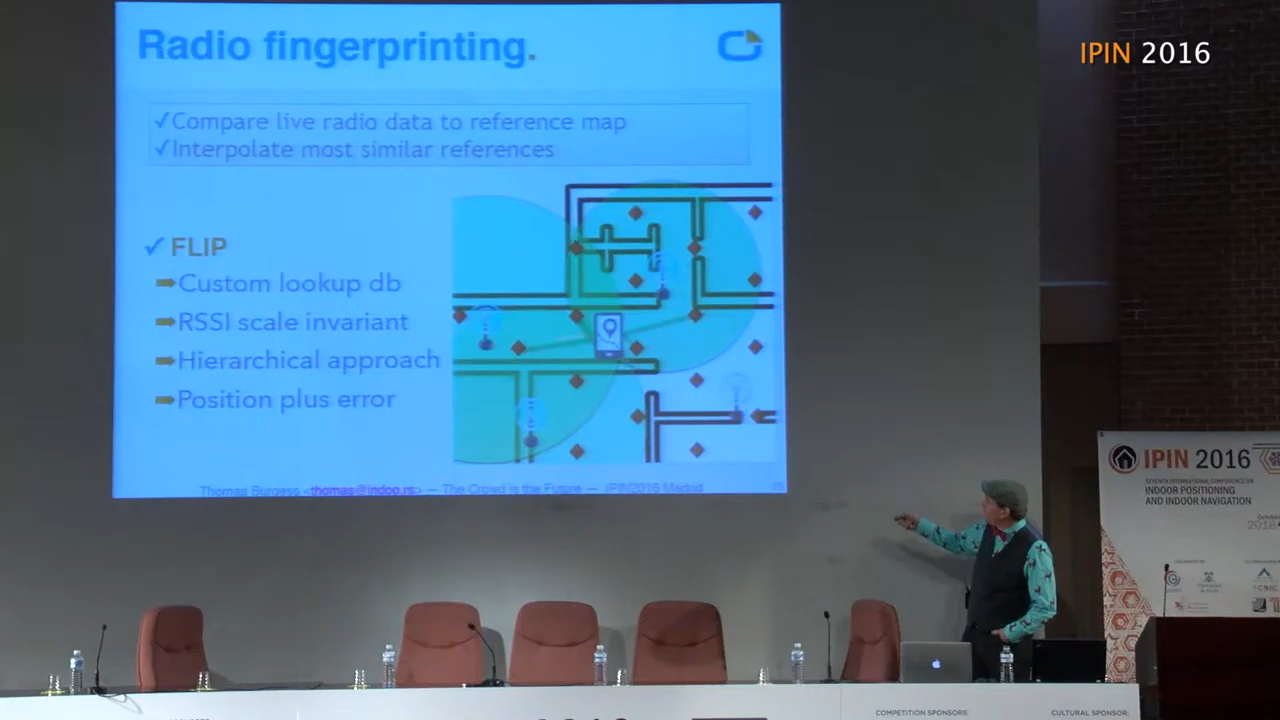 Radio fingerprinting.
✓Compare live radio data to reference map
✓Interpolate most similar references
✓ FLIP
➡Custom lookup db
➡RSSI scale invariant
➡Hierarchical approach
➡Position plus error
Thomas Burgess <thomas@indoo.rs> — The Crowd is the Future — IPIN2016 Madrid
IPIN 2016
IPIN 2016
SEVENTH INTERNATIONAL CONFERENCE ON
INDOOR POSITIONING
AND INDOOR NAVIGATION
COMPETITION SPONSORS:
CULTURAL SPONSOR: